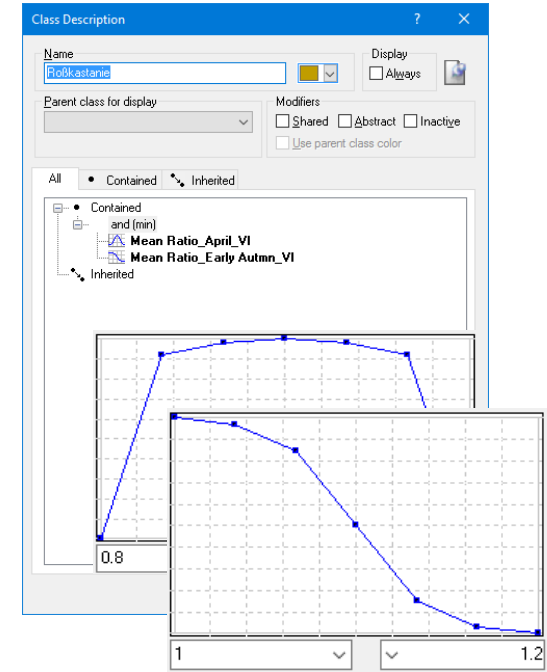 Class Description ? ✕
Name
Roßkastanie
Display
Always
Parent class for display
Modifiers
Shared Abstract Inactive
Use parent class color
All Contained Inherited
Contained
and (min)
Mean Ratio_April_VI
Mean Ratio_Early Autmn_VI
Inherited
0.8
1 1.2